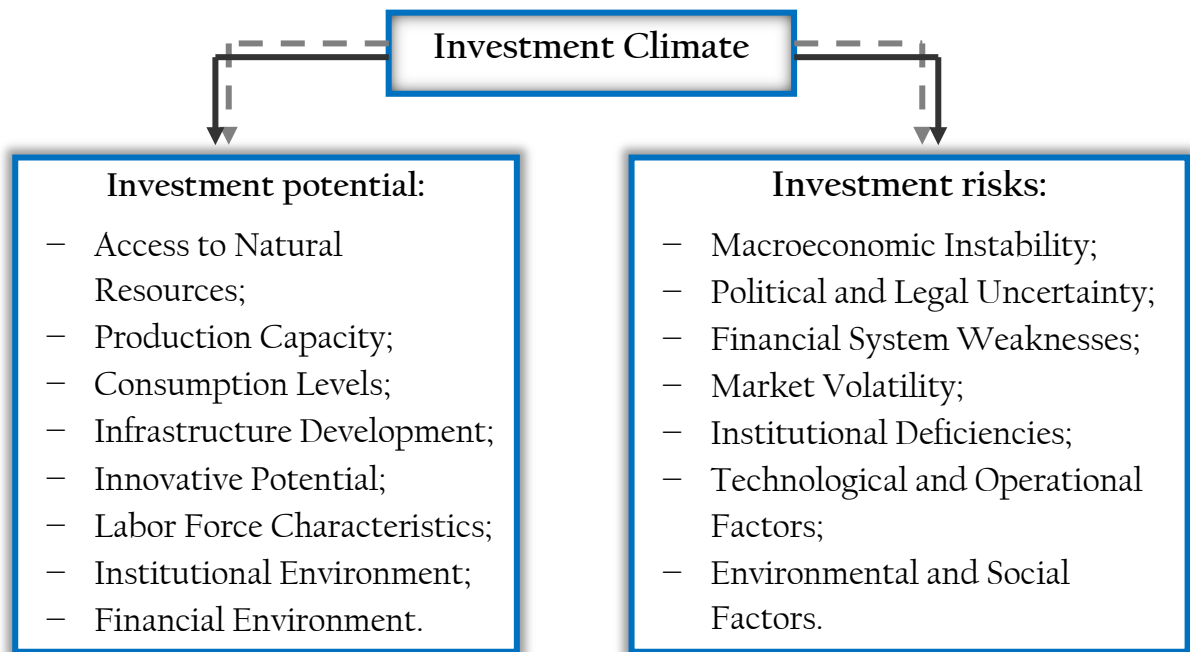 Investment Climate
Investment potential:
– Access to Natural
Resources;
– Production Capacity;
– Consumption Levels;
– Infrastructure Development;
– Innovative Potential;
– Labor Force Characteristics;
– Institutional Environment;
– Financial Environment.
Investment risks:
– Macroeconomic Instability;
– Political and Legal Uncertainty;
– Financial System Weaknesses;
– Market Volatility;
– Institutional Deficiencies;
– Technological and Operational
Factors;
– Environmental and Social
Factors.